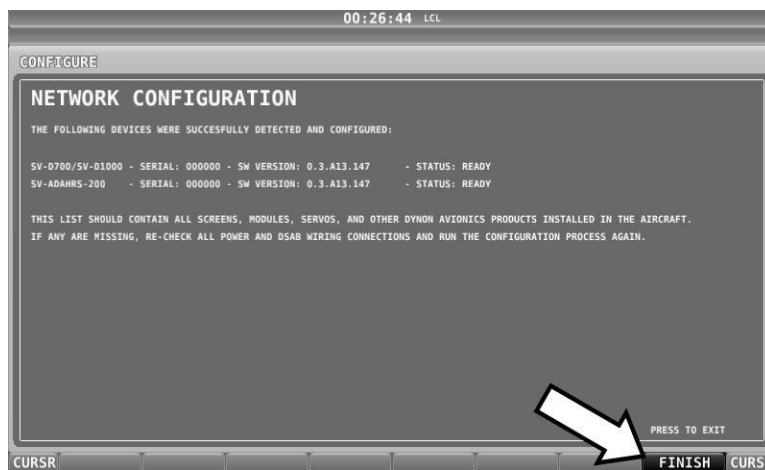 00:26:44 LCL
CONFIGURE
NETWORK CONFIGURATION
THE FOLLOWING DEVICES WERE SUCCESFULLY DETECTED AND CONFIGURED:
SV-D700/SV-D1000 - SERIAL: 000000 - SW VERSION: 0.3.A13.147 - STATUS: READY
SV-ADAHRS-200 - SERIAL: 000000 - SW VERSION: 0.3.A13.147 - STATUS: READY
THIS LIST SHOULD CONTAIN ALL SCREENS, MODULES, SERVOS, AND OTHER DYNON AVIONICS PRODUCTS INSTALLED IN THE AIRCRAFT.
IF ANY ARE MISSING, RE-CHECK ALL POWER AND DSAB WIRING CONNECTIONS AND RUN THE CONFIGURATION PROCESS AGAIN.
PRESS TO EXIT
CURSR FINISH CURS